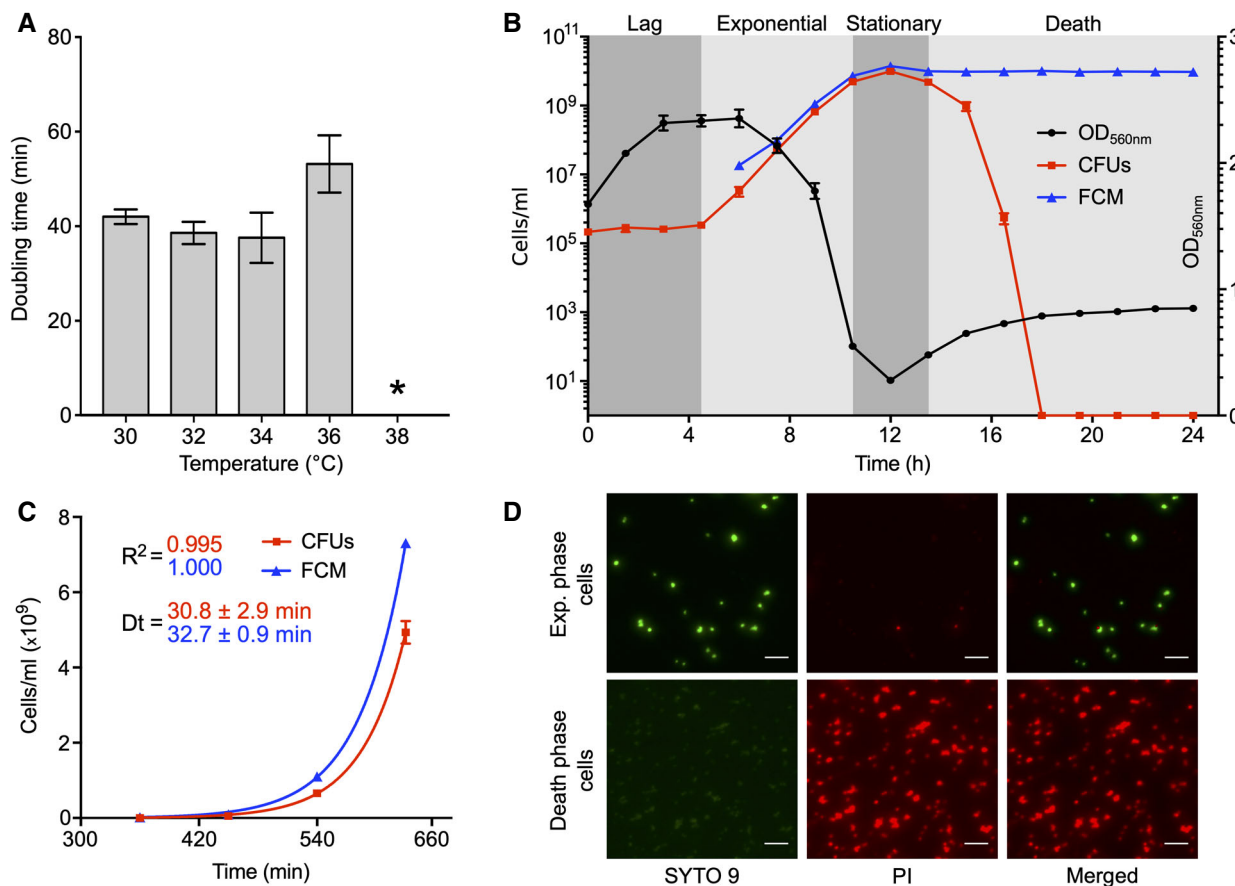 A
80
60
40
20
0
Doubling time (min)
30 32 34 36 38
*
Temperature (°C)
B
Lag Exponential Stationary Death
10¹¹
10⁹
10⁷
10⁵
10³
10¹
Cells/ml
OD₅₆₀nm
CFUs
FCM
3
2
1
0
OD₅₆₀nm
0 4 8 12 16 20 24
Time (h)
C
8
6
4
2
0
Cells/ml (x10⁹)
R² = 0.995
1.000
CFUs
FCM
Dt = 30.8 ± 2.9 min
32.7 ± 0.9 min
300 420 540 660
Time (min)
D
Exp. phase
cells
Death phase
cells
SYTO 9 PI Merged